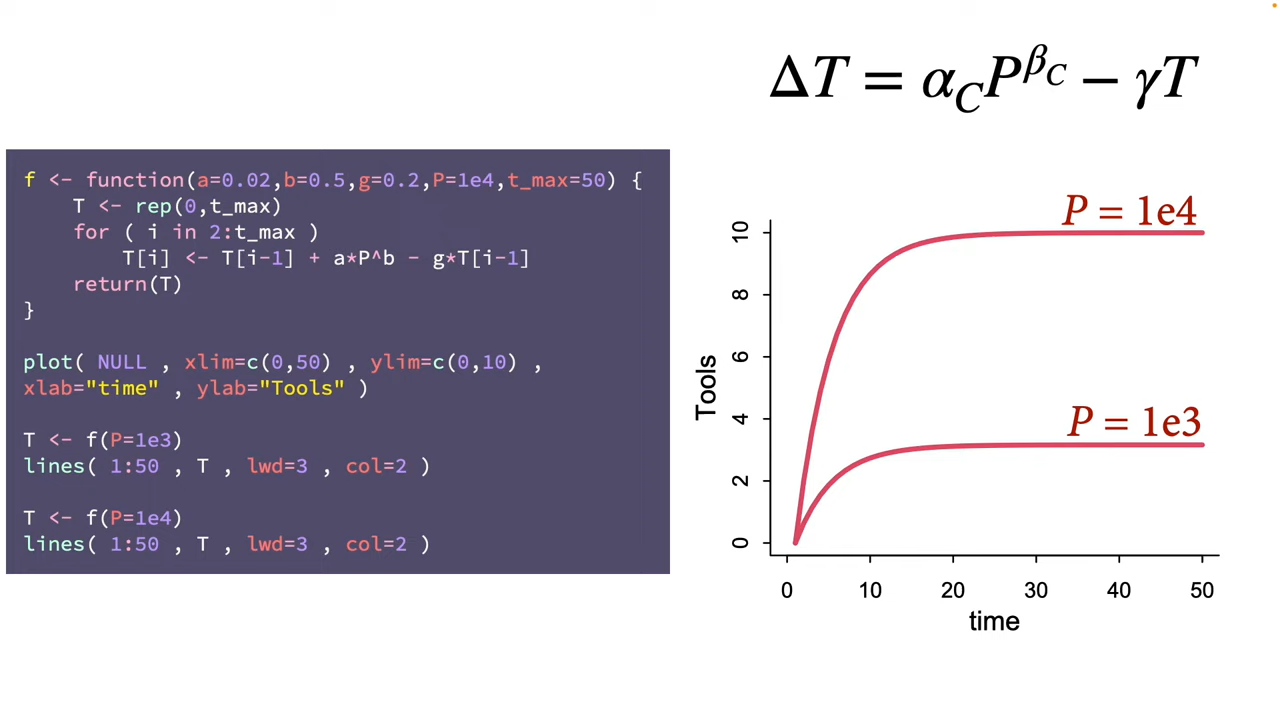 ΔT = α_C P^{β_C} − γT
f <- function(a=0.02,b=0.5,g=0.2,P=1e4,t_max=50) {
    T <- rep(0,t_max)
    for ( i in 2:t_max )
        T[i] <- T[i-1] + a*P^b - g*T[i-1]
    return(T)
}
plot( NULL , xlim=c(0,50) , ylim=c(0,10) ,
xlab="time" , ylab="Tools" )
T <- f(P=1e3)
lines( 1:50 , T , lwd=3 , col=2 )
T <- f(P=1e4)
lines( 1:50 , T , lwd=3 , col=2 )
P = 1e4
P = 1e3
Tools
10
8
6
4
2
0
0 10 20 30 40 50
time